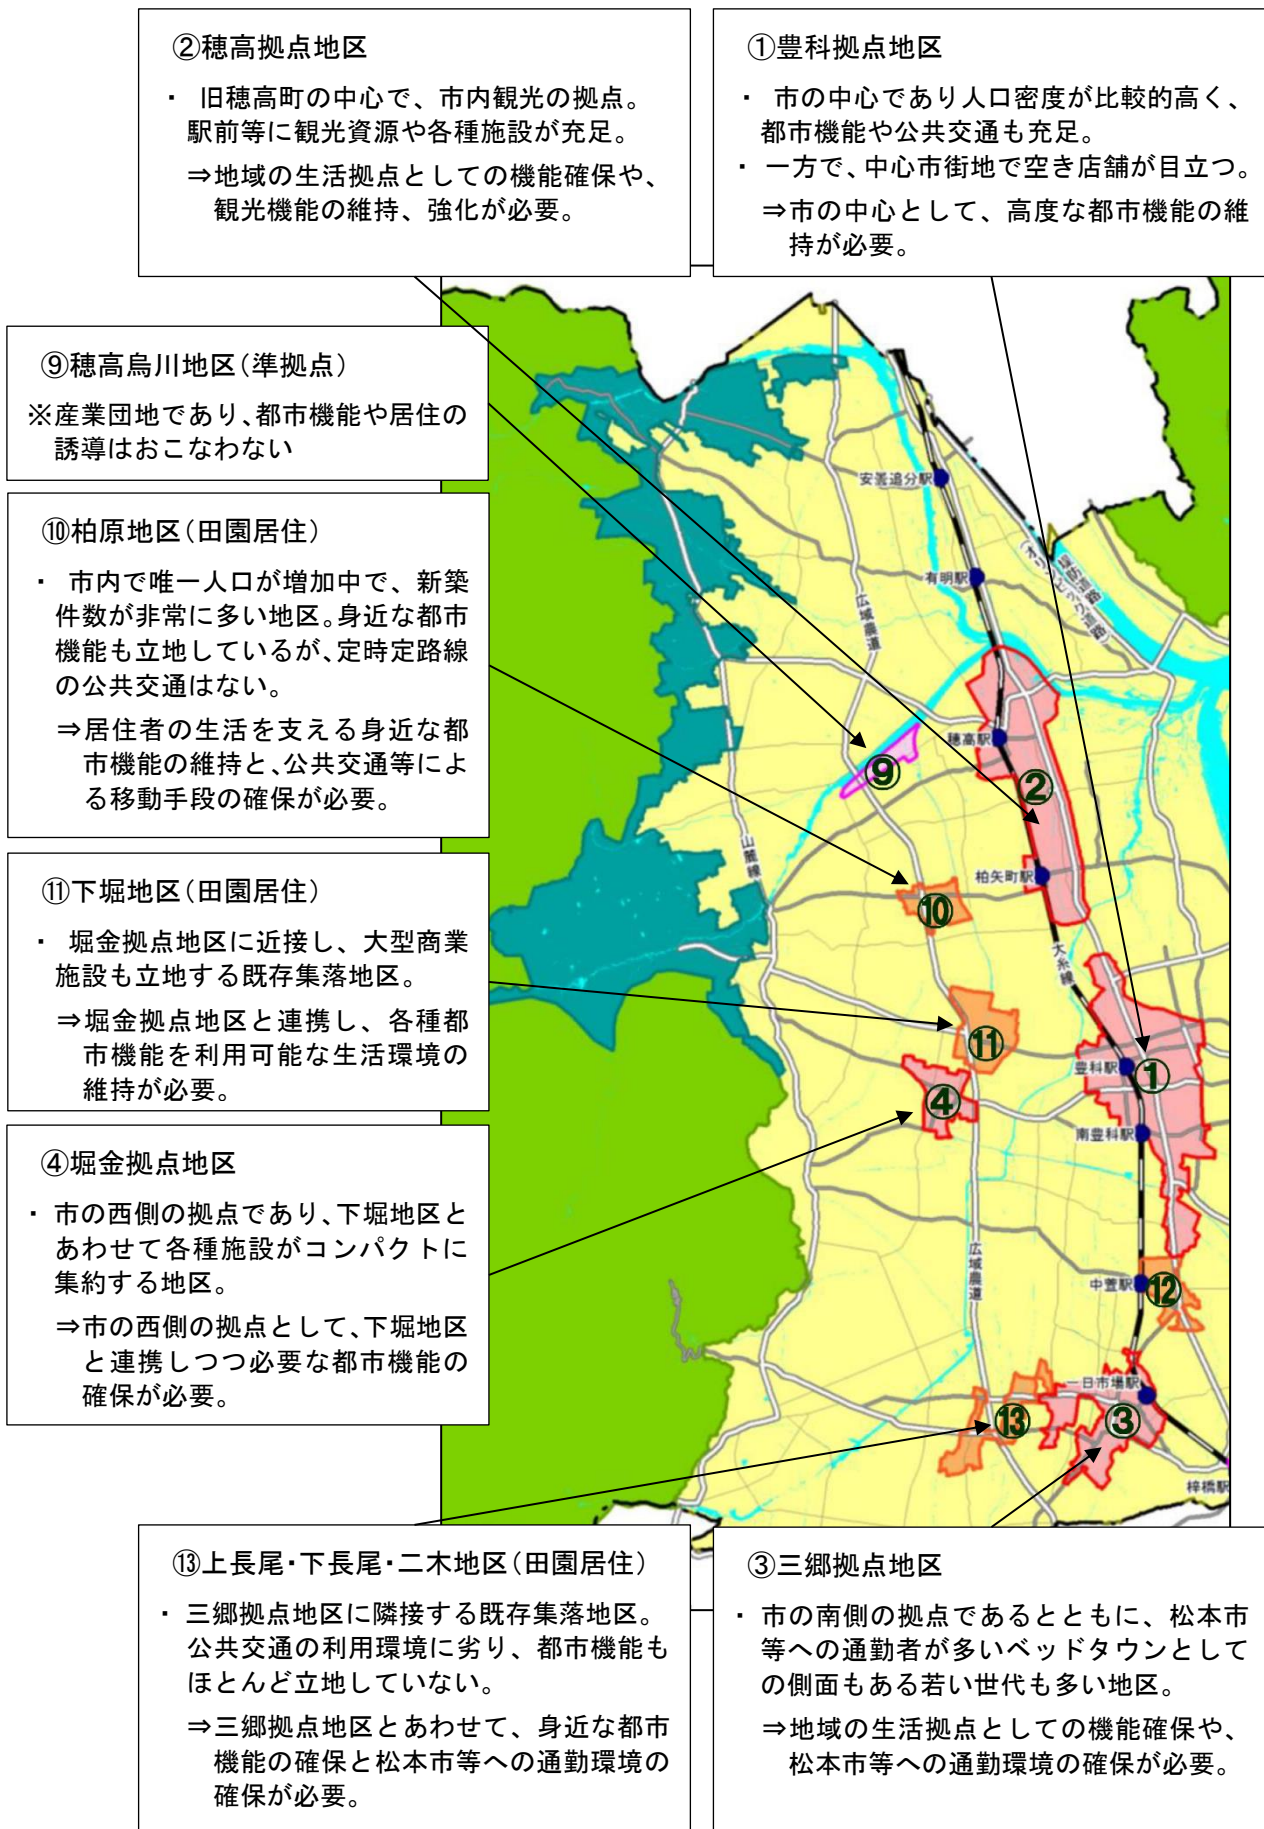 ②穂高拠点地区
・ 旧穂高町の中心で、市内観光の拠点。
駅前等に観光資源や各種施設が充足。
⇒地域の生活拠点としての機能確保や、
観光機能の維持、強化が必要。
①豊科拠点地区
・ 市の中心であり人口密度が比較的高く、
都市機能や公共交通も充足。
・ 一方で、中心市街地で空き店舗が目立つ。
⇒市の中心として、高度な都市機能の維
持が必要。
⑨穂高烏川地区(準拠点)
※産業団地であり、都市機能や居住の
誘導はおこなわない
⑩柏原地区(田園居住)
・ 市内で唯一人口が増加中で、新築
件数が非常に多い地区。身近な都市
機能も立地しているが、定時定路線
の公共交通はない。
⇒居住者の生活を支える身近な都
市機能の維持と、公共交通等によ
る移動手段の確保が必要。
⑪下堀地区(田園居住)
・ 堀金拠点地区に近接し、大型商業
施設も立地する既存集落地区。
⇒堀金拠点地区と連携し、各種都
市機能を利用可能な生活環境の
維持が必要。
④堀金拠点地区
・ 市の西側の拠点であり、下堀地区と
あわせて各種施設がコンパクトに
集約する地区。
⇒市の西側の拠点として、下堀地区
と連携しつつ必要な都市機能の
確保が必要。
安曇追分駅
有明駅
堤防道路
(オリンピック道路)
広域農道
穂高駅
⑨
②
山麓線
柏矢町駅
⑩
大糸線
⑪
豊科駅
①
④
南豊科駅
広域農道
中萱駅
⑫
一日市場駅
⑬
③
梓橋駅
⑬上長尾・下長尾・二木地区(田園居住)
・ 三郷拠点地区に隣接する既存集落地区。
公共交通の利用環境に劣り、都市機能も
ほとんど立地していない。
⇒三郷拠点地区とあわせて、身近な都市
機能の確保と松本市等への通勤環境の
確保が必要。
③三郷拠点地区
・ 市の南側の拠点であるとともに、松本市
等への通勤者が多いベッドタウンとして
の側面もある若い世代も多い地区。
⇒地域の生活拠点としての機能確保や、
松本市等への通勤環境の確保が必要。